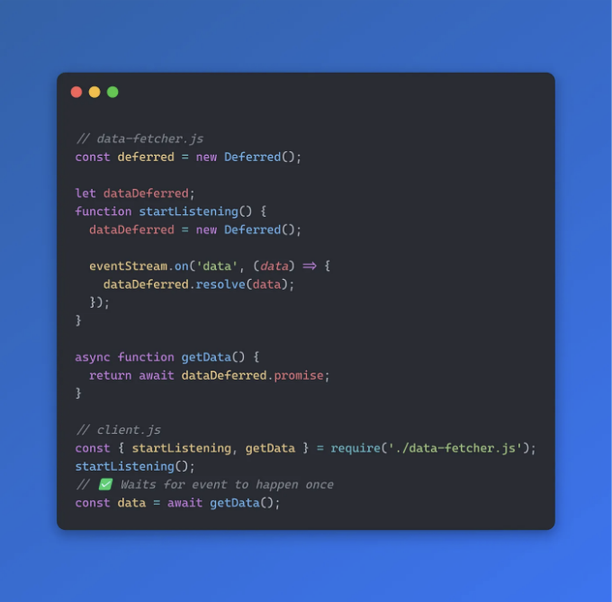 // data-fetcher.js
const deferred = new Deferred();
let dataDeferred;
function startListening() {
dataDeferred = new Deferred();
eventStream.on('data', (data) => {
dataDeferred.resolve(data);
});
}
async function getData() {
return await dataDeferred.promise;
}
// client.js
const { startListening, getData } = require('./data-fetcher.js');
startListening();
// ✅ Waits for event to happen once
const data = await getData();